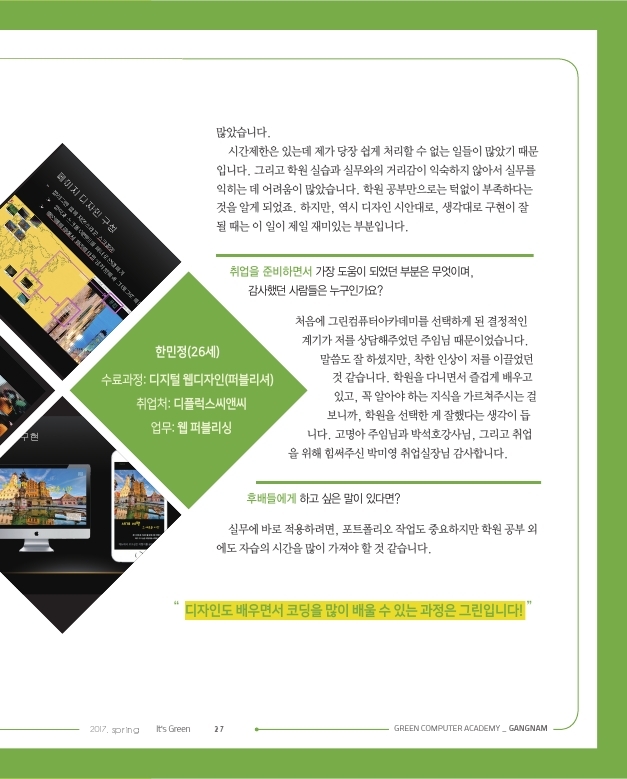 많았습니다.
시간제한은 있는데 제가 당장 쉽게 처리할 수 없는 일들이 많았기 때문
입니다. 그리고 학원 실습과 실무와의 거리감이 익숙하지 않아서 실무를
익히는 데 어려움이 많았습니다. 학원 공부만으로는 턱없이 부족하다는
것을 알게 되었죠. 하지만, 역시 디자인 시안대로, 생각대로 구현이 잘
될 때는 이 일이 제일 재미있는 부분입니다.
취업을 준비하면서 가장 도움이 되었던 부분은 무엇이며,
감사했던 사람들은 누구인가요?
처음에 그린컴퓨터아카데미를 선택하게 된 결정적인
계기가 저를 상담해주었던 주임님 때문이었습니다.
말씀도 잘 하셨지만, 착한 인상이 저를 이끌었던
것 같습니다. 학원을 다니면서 즐겁게 배우고
있고, 꼭 알아야 하는 지식을 가르쳐주시는 걸
보니까, 학원을 선택한 게 잘했다는 생각이 듭
니다. 고명아 주임님과 박석호강사님, 그리고 취업
을 위해 힘써주신 박미영 취업실장님 감사합니다.
페이지 디자인 구성
한민정(26세)
수료과정: 디지털 웹디자인(퍼블리셔)
취업처: 디플럭스씨앤씨
업무: 웹 퍼블리싱
구현
후배들에게 하고 싶은 말이 있다면?
실무에 바로 적용하려면, 포트폴리오 작업도 중요하지만 학원 공부 외
에도 자습의 시간을 많이 가져야 할 것 같습니다.
“ 디자인도 배우면서 코딩을 많이 배울 수 있는 과정은 그린입니다! ”
2017. spring It's Green 27
GREEN COMPUTER ACADEMY _ GANGNAM